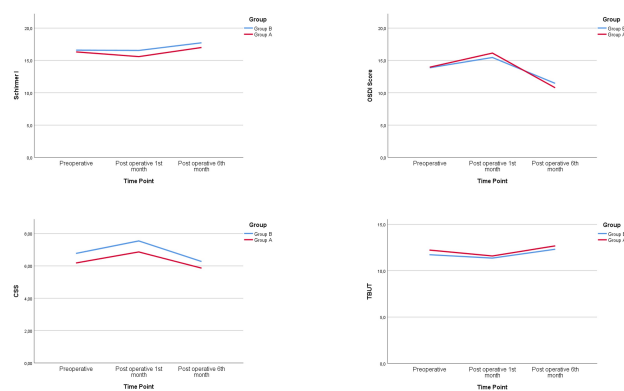 Group
Group B
Group A
20,0
15,0
10,0
5,0
0,0
Schirmer I
Preoperative
Post operative 1st
month
Post operative 6th
month
Time Point
Group
Group B
Group A
20,0
15,0
10,0
5,0
0,0
OSDI Score
Preoperative
Post operative 1st
month
Post operative 6th
month
Time Point
Group
Group B
Group A
8,00
6,00
4,00
2,00
0,00
CSS
Preoperative
Post operative 1st
month
Post operative 6th
month
Time Point
Group
Group B
Group A
15,0
10,0
5,0
0,0
TBUT
Preoperative
Post operative 1st
month
Post operative 6th
month
Time Point